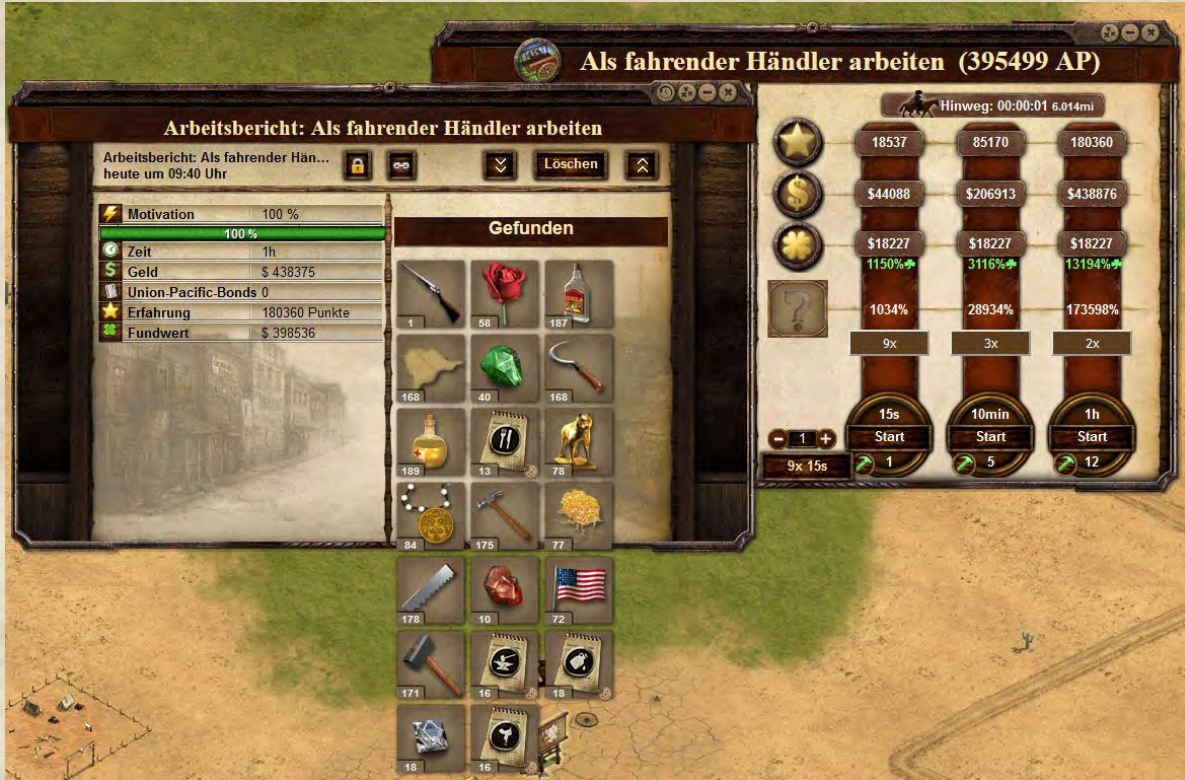 Als fahrender Händler arbeiten (395499 AP)
Hinweg: 00:00:01 6.014mi
18537 85170 180360
$44088 $206913 $438876
$18227 $18227 $18227
1150% 3116% 13194%
1034% 28934% 173598%
9x 3x 2x
15s 10min 1h
Start Start Start
- 1 +
1 5 12
9x 15s
Arbeitsbericht: Als fahrender Händler arbeiten
Arbeitsbericht: Als fahrender Hän...
heute um 09:40 Uhr
Löschen
Motivation 100 %
100 %
Zeit 1h
Geld $ 438375
Union-Pacific-Bonds 0
Erfahrung 180360 Punkte
Fundwert $ 398536
Gefunden
1 58 187
168 40 168
189 13 78
84 175 77
178 10 72
171 16 18
18 16